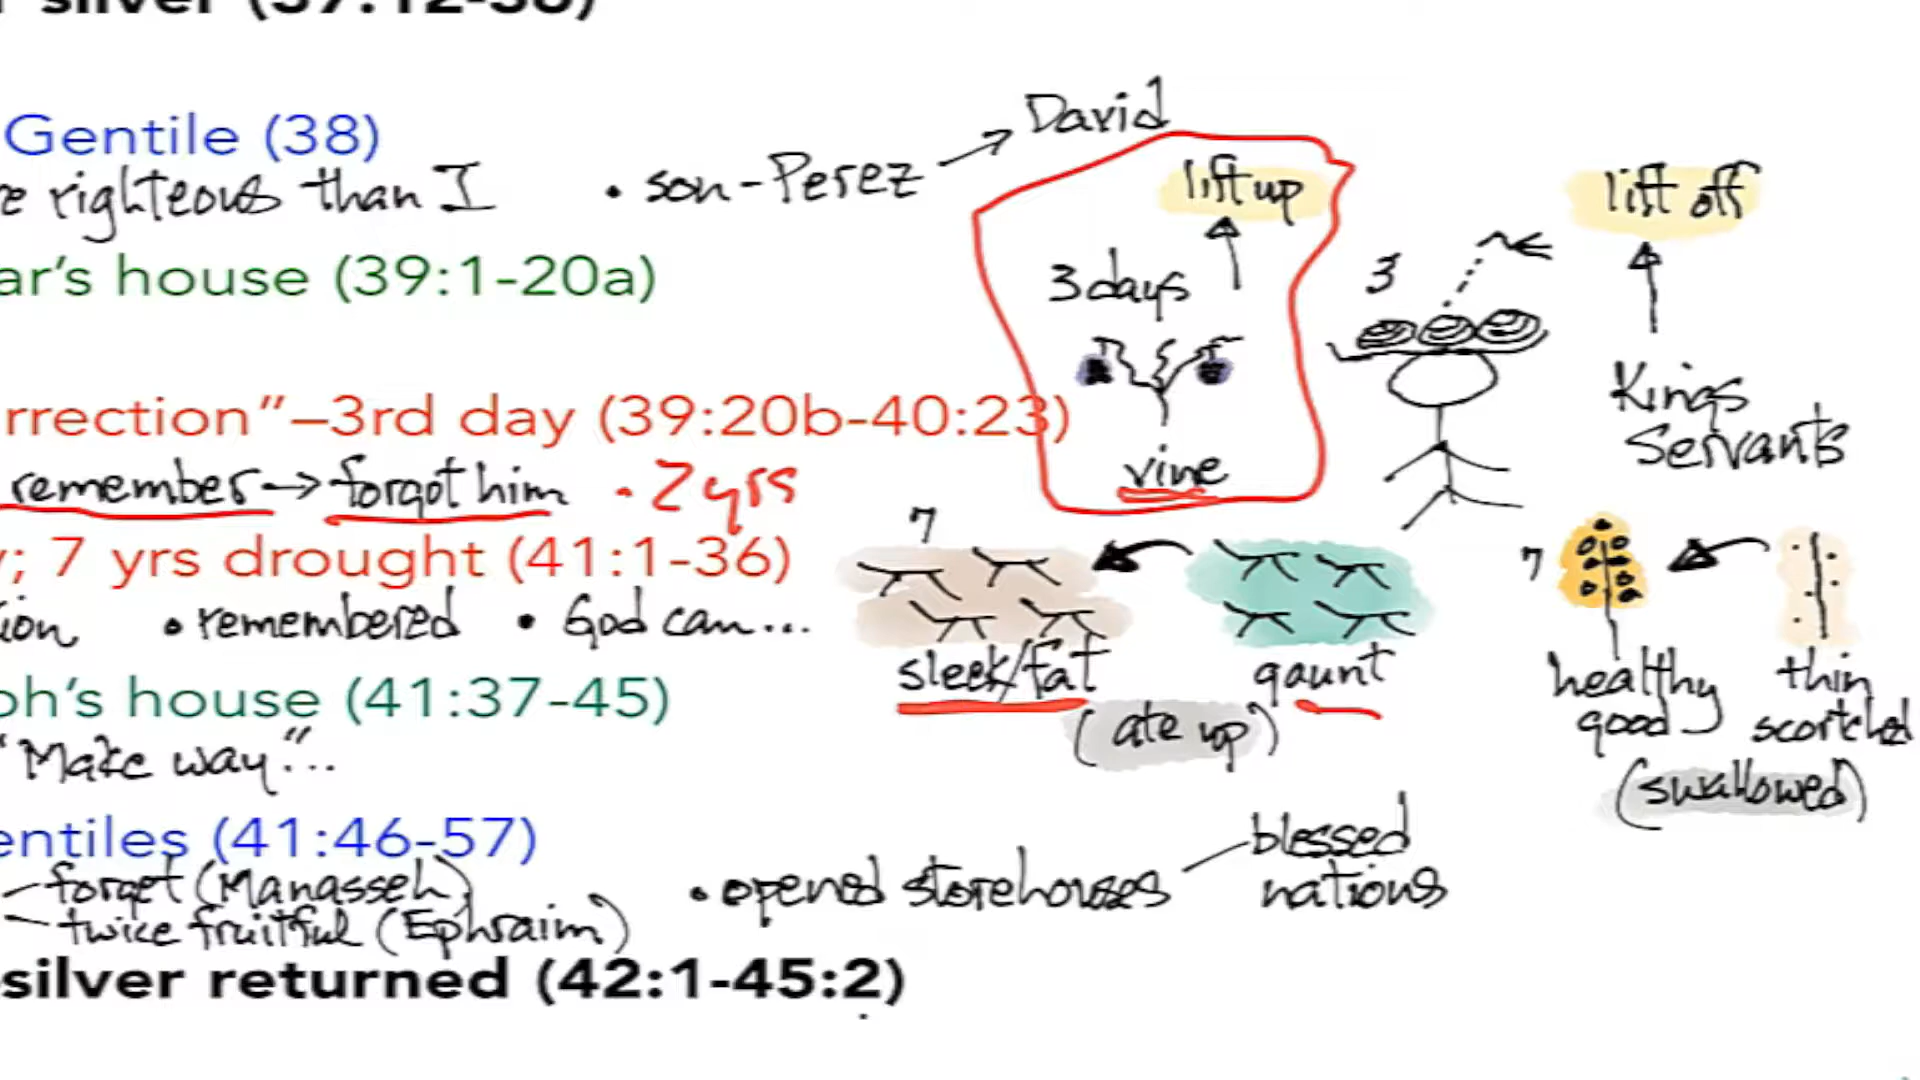 r silver (37:12-36)
David
Gentile (38)
re righteous than I
• son-Perez
lift up
lift off
ar's house (39:1-20a)
3 days
3
Kings
Servants
rrection"–3rd day (39:20b-40:23)
vine
remember → forgot him
• 2 yrs
7
7
; 7 yrs drought (41:1-36)
ion
• remembered
• God can...
sleek/fat
gaunt
healthy
good
thin
scortched
(ate up)
oh's house (41:37-45)
"Make way"...
(swallowed)
entiles (41:46-57)
blessed
nations
– forget (Manasseh)
– twice fruitful (Ephraim)
• opened storehouses
silver returned (42:1-45:2)